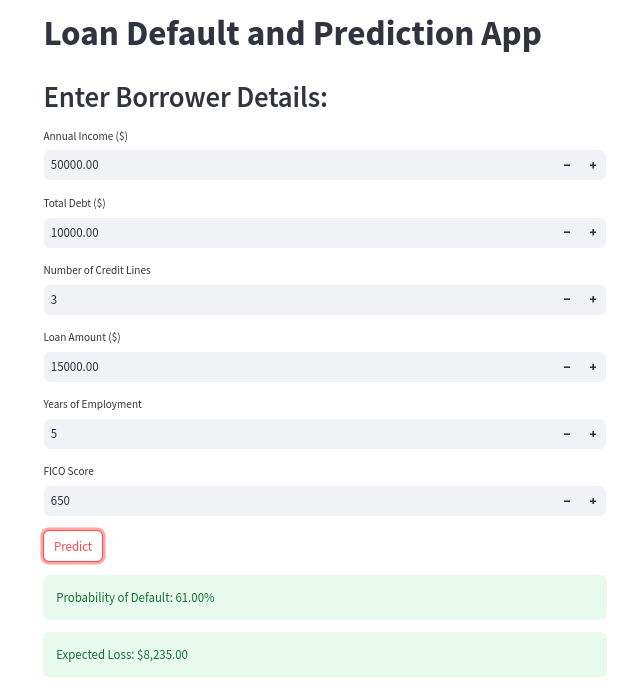 Loan Default and Prediction App
Enter Borrower Details:
Annual Income ($)
50000.00 − +
Total Debt ($)
10000.00 − +
Number of Credit Lines
3 − +
Loan Amount ($)
15000.00 − +
Years of Employment
5 − +
FICO Score
650 − +
Predict
Probability of Default: 61.00%
Expected Loss: $8,235.00